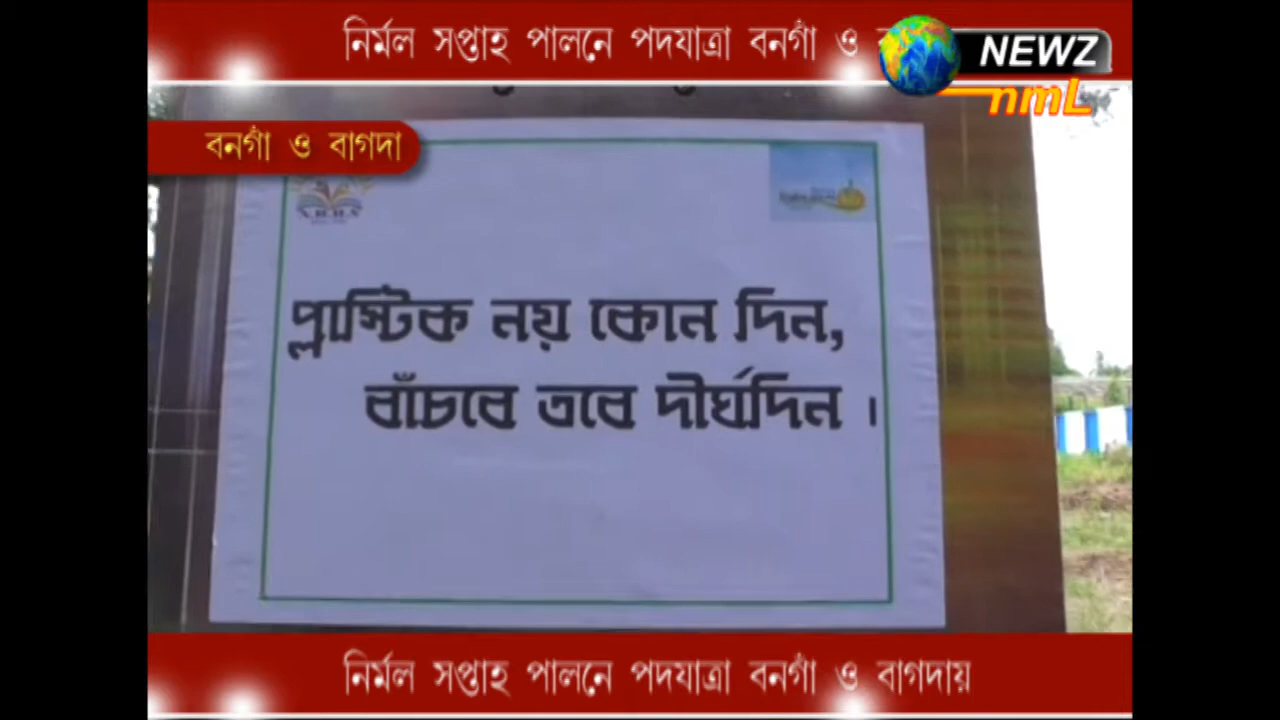 নির্মল সপ্তাহ পালনে পদযাত্রা বনগাঁ ও
NEWZ
nmL
বনগাঁ ও বাগদা
প্লাস্টিক নয় কোন দিন,
বাঁচবে তবে দীর্ঘদিন ।
নির্মল সপ্তাহ পালনে পদযাত্রা বনগাঁ ও বাগদায়